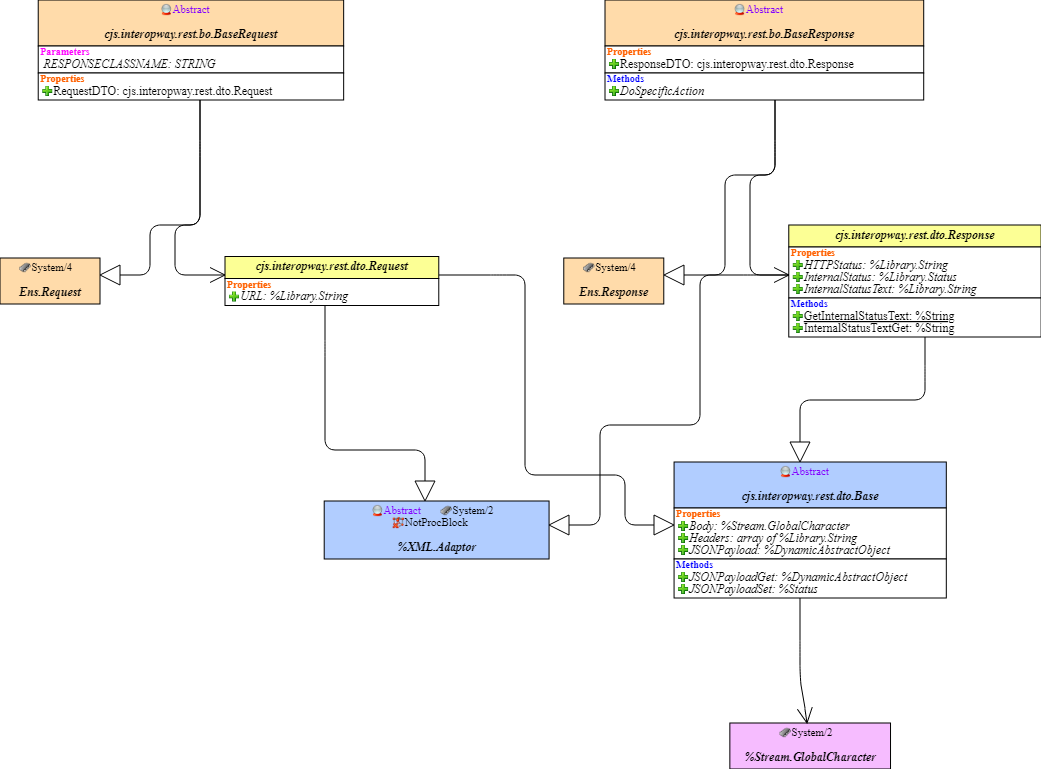 Abstract
cjs.interopway.rest.bo.BaseRequest
Parameters
RESPONSECLASSNAME: STRING
Properties
RequestDTO: cjs.interopway.rest.dto.Request
Abstract
cjs.interopway.rest.bo.BaseResponse
Properties
ResponseDTO: cjs.interopway.rest.dto.Response
Methods
DoSpecificAction
System/4
Ens.Request
cjs.interopway.rest.dto.Request
Properties
URL: %Library.String
System/4
Ens.Response
cjs.interopway.rest.dto.Response
Properties
HTTPStatus: %Library.String
InternalStatus: %Library.Status
InternalStatusText: %Library.String
Methods
GetInternalStatusText: %String
InternalStatusTextGet: %String
Abstract System/2
NotProcBlock
%XML.Adaptor
Abstract
cjs.interopway.rest.dto.Base
Properties
Body: %Stream.GlobalCharacter
Headers: array of %Library.String
JSONPayload: %DynamicAbstractObject
Methods
JSONPayloadGet: %DynamicAbstractObject
JSONPayloadSet: %Status
System/2
%Stream.GlobalCharacter